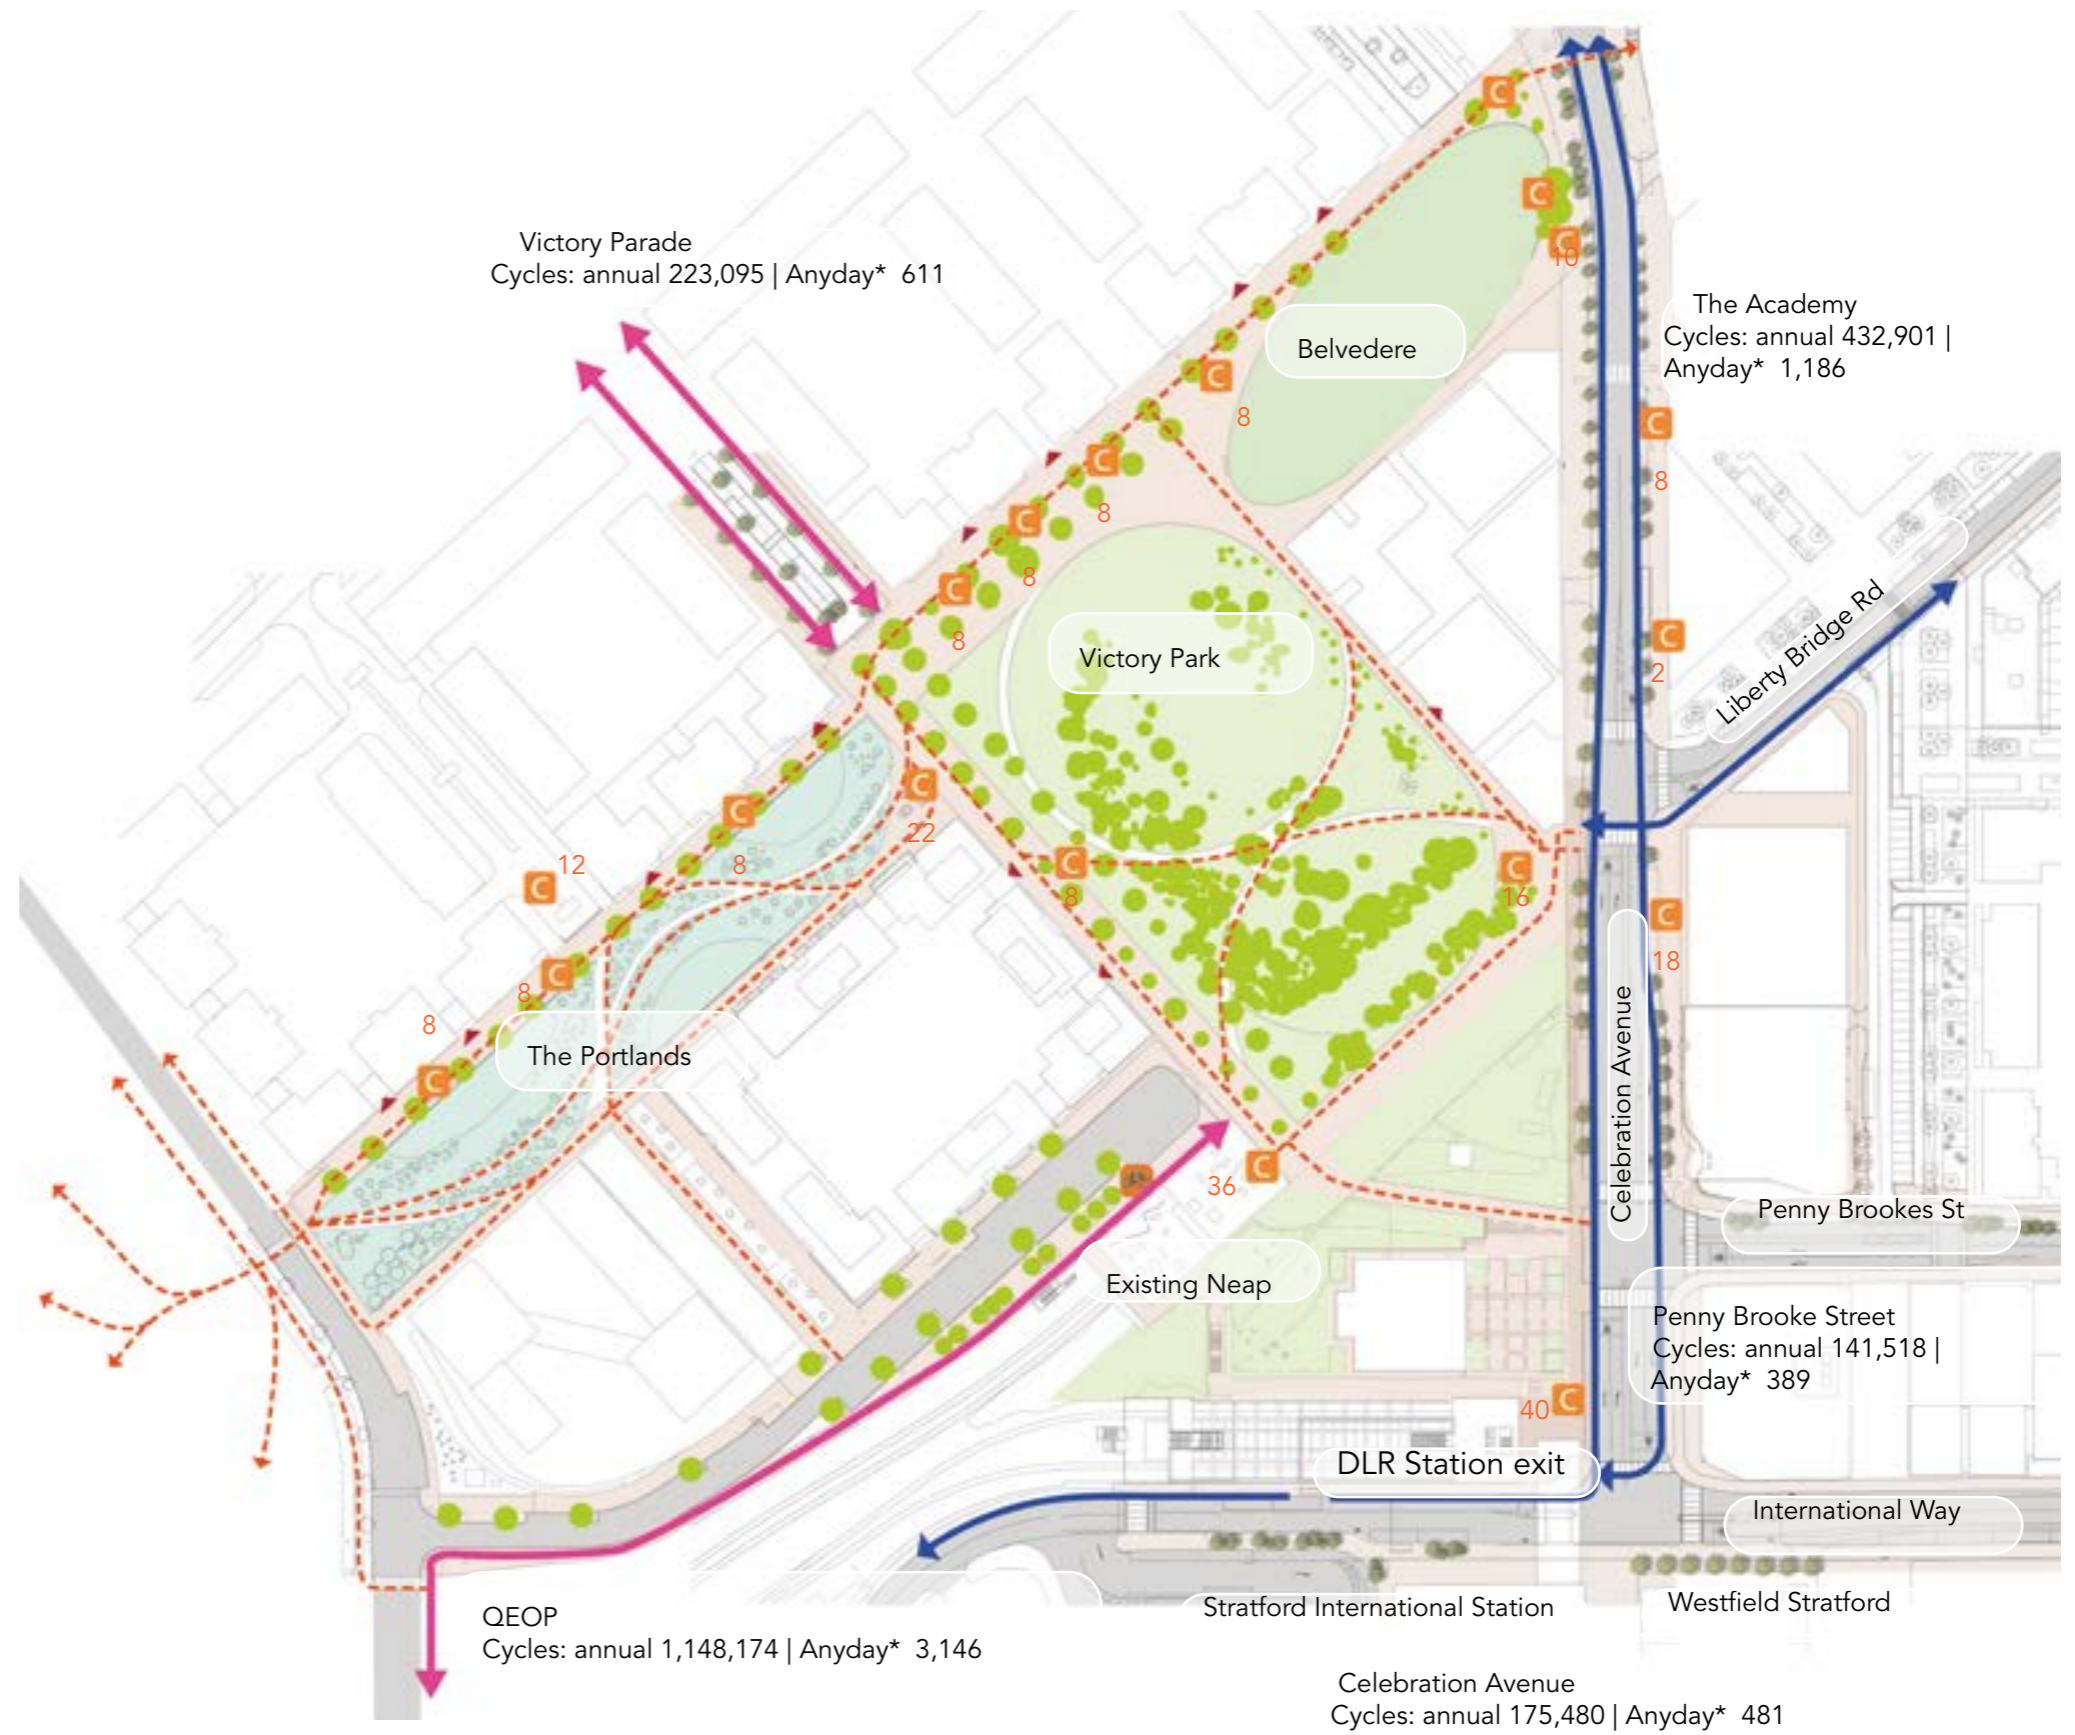 C
C
Victory Parade
Cycles: annual 223,095 | Anyday* 611
C
10
The Academy
Cycles: annual 432,901 |
Anyday* 1,186
Belvedere
C
8
C
8
C
8
C
8
C
8
C
2
Liberty Bridge Rd
Victory Park
C
22
C
8
C
12
C
8
C
16
C
18
C
8
8
C
The Portlands
Celebration Avenue
C
36
Penny Brookes St
Existing Neap
Penny Brooke Street
Cycles: annual 141,518 |
Anyday* 389
C
40
DLR Station exit
International Way
Stratford International Station
Westfield Stratford
QEOP
Cycles: annual 1,148,174 | Anyday* 3,146
Celebration Avenue
Cycles: annual 175,480 | Anyday* 481